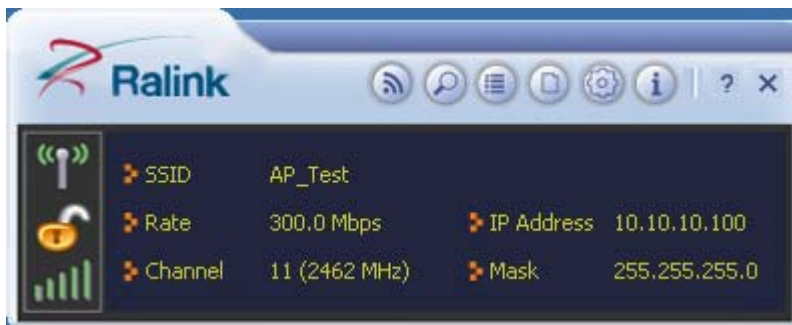 Ralink
i ? ×
SSID AP_Test
Rate 300.0 Mbps IP Address 10.10.10.100
Channel 11 (2462 MHz) Mask 255.255.255.0